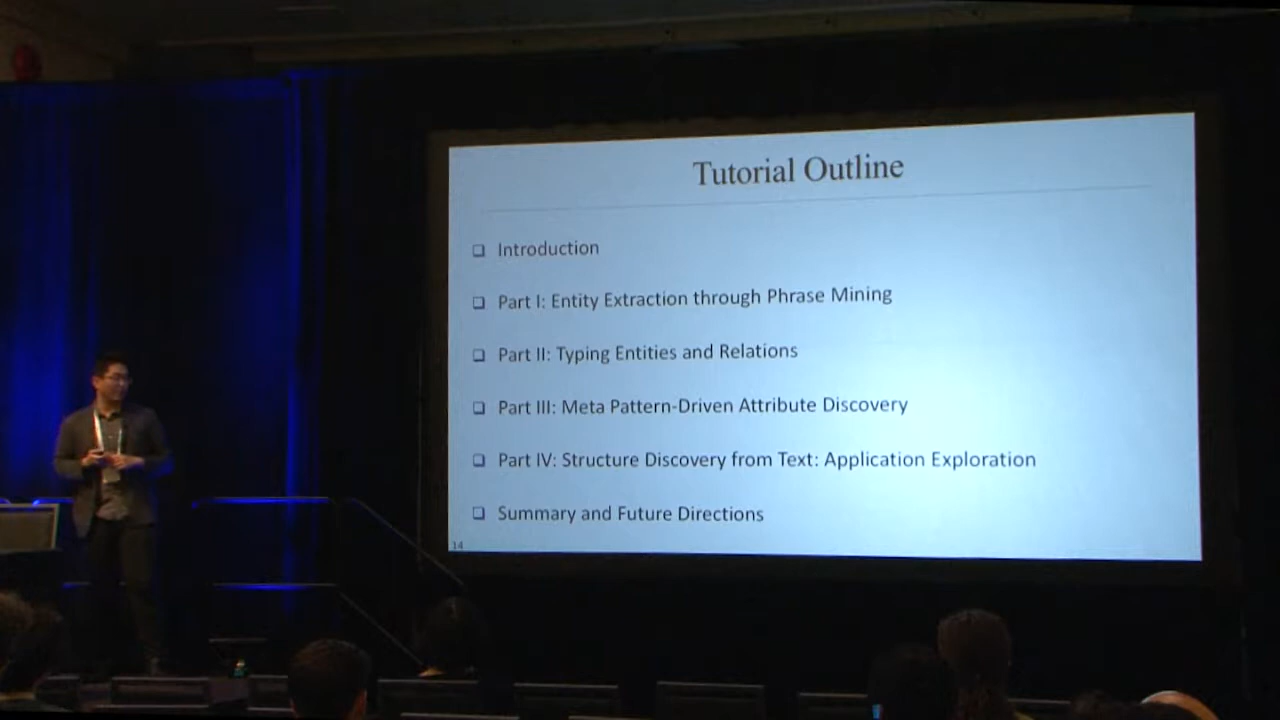 Tutorial Outline
❑ Introduction
❑ Part I: Entity Extraction through Phrase Mining
❑ Part II: Typing Entities and Relations
❑ Part III: Meta Pattern-Driven Attribute Discovery
❑ Part IV: Structure Discovery from Text: Application Exploration
❑ Summary and Future Directions
14